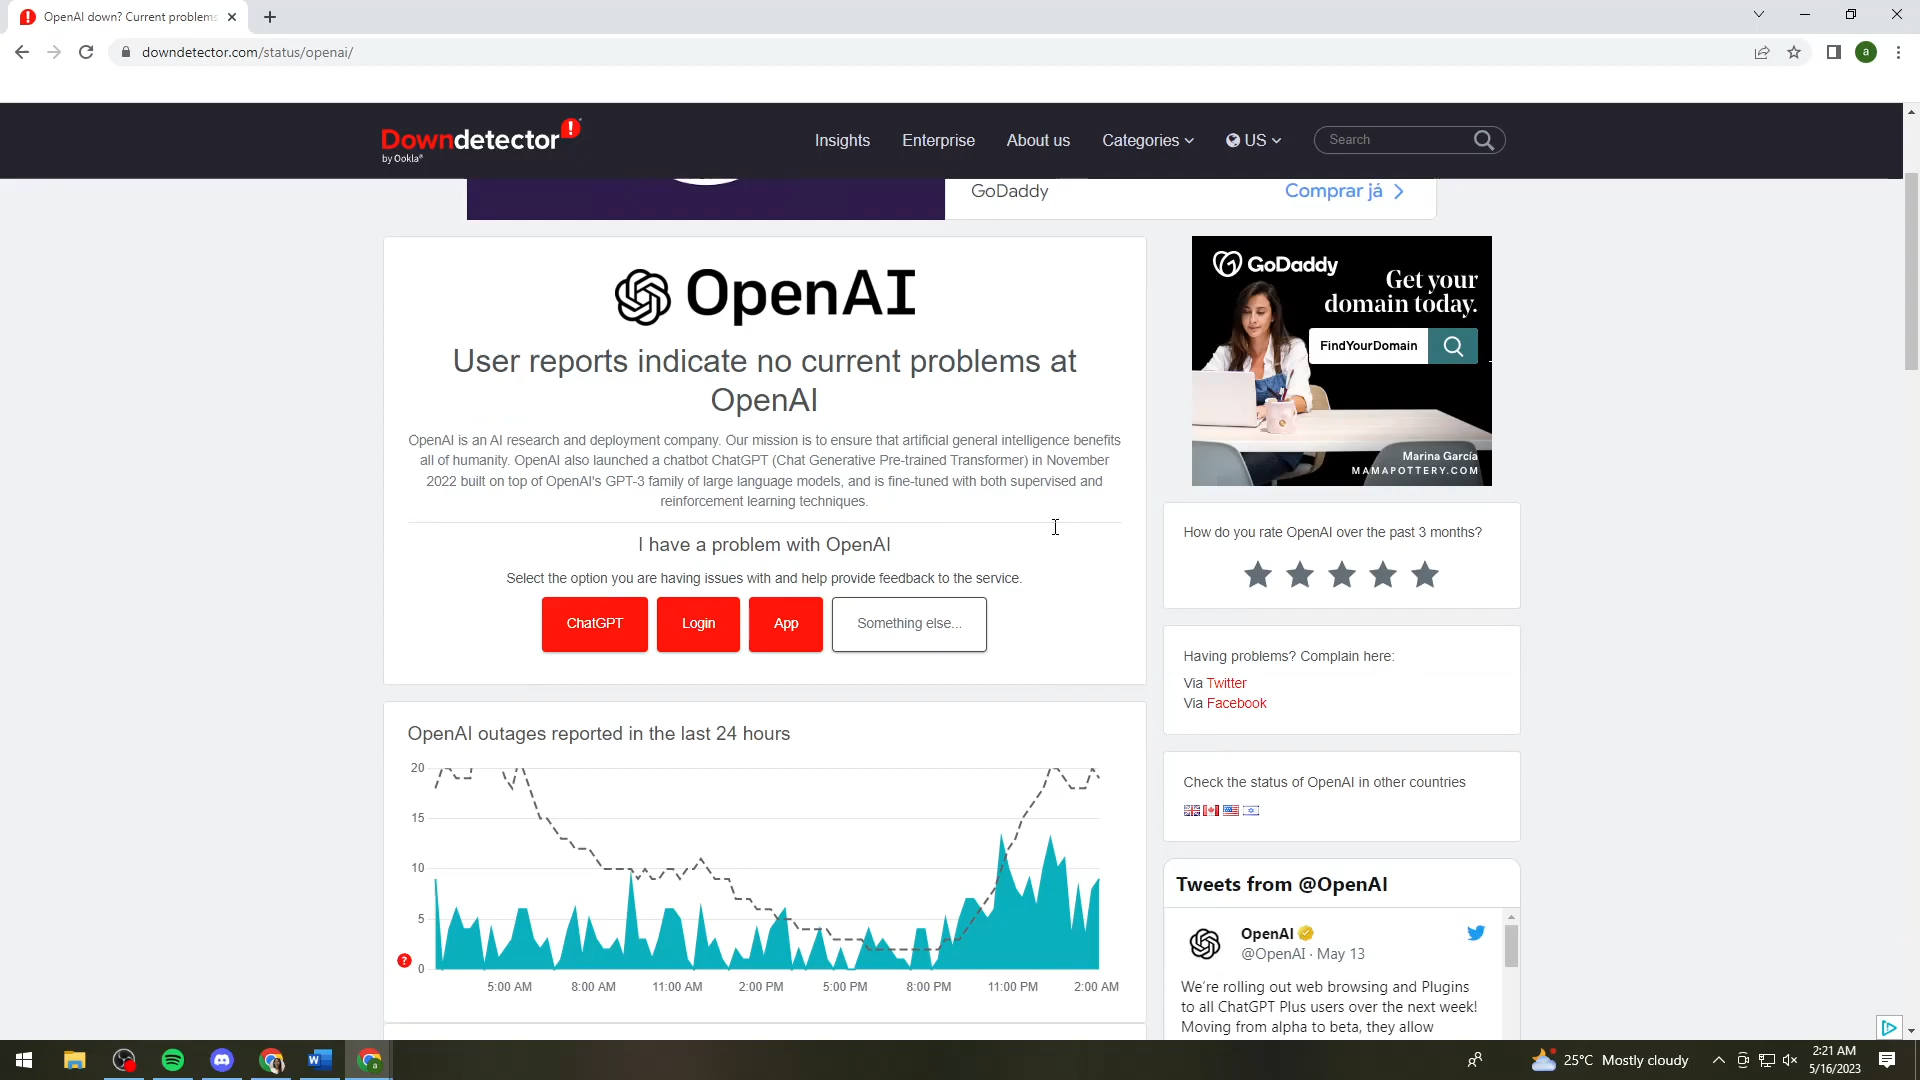 OpenAI down? Current problems
downdetector.com/status/openai/
a
Downdetector
by Ookla®
Insights
Enterprise
About us
Categories
US
Search
GoDaddy
Comprar já
OpenAI
User reports indicate no current problems at
OpenAI
OpenAI is an AI research and deployment company. Our mission is to ensure that artificial general intelligence benefits
all of humanity. OpenAI also launched a chatbot ChatGPT (Chat Generative Pre-trained Transformer) in November
2022 built on top of OpenAI's GPT-3 family of large language models, and is fine-tuned with both supervised and
reinforcement learning techniques.
I have a problem with OpenAI
Select the option you are having issues with and help provide feedback to the service.
ChatGPT
Login
App
Something else...
OpenAI outages reported in the last 24 hours
20
15
10
5
0
?
5:00 AM
8:00 AM
11:00 AM
2:00 PM
5:00 PM
8:00 PM
11:00 PM
2:00 AM
GoDaddy
Get your
domain today.
FindYourDomain
Marina García
MAMAPOTTERY.COM
How do you rate OpenAI over the past 3 months?
Having problems? Complain here:
Via Twitter
Via Facebook
Check the status of OpenAI in other countries
Tweets from @OpenAI
OpenAI
@OpenAI · May 13
We're rolling out web browsing and Plugins
to all ChatGPT Plus users over the next week!
Moving from alpha to beta, they allow
25°C Mostly cloudy
2:21 AM
5/16/2023